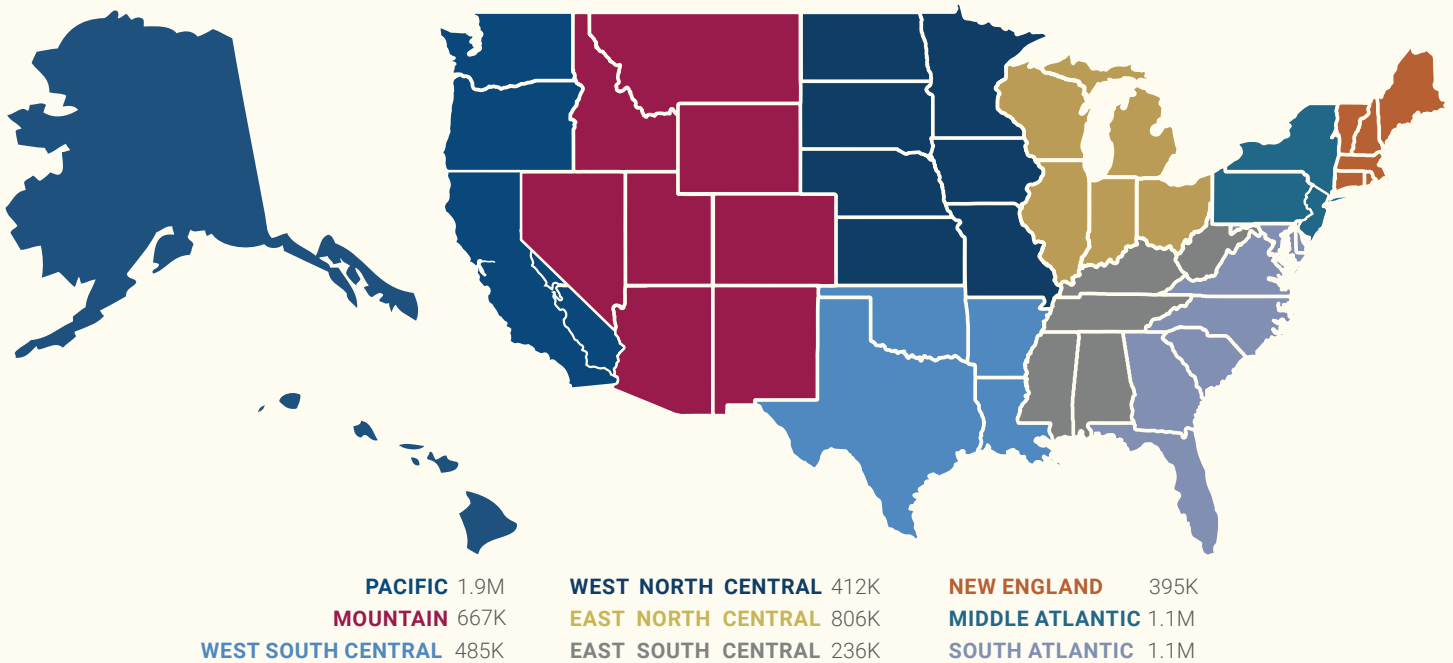 PACIFIC 1.9M
MOUNTAIN 667K
WEST SOUTH CENTRAL 485K
WEST NORTH CENTRAL 412K
EAST NORTH CENTRAL 806K
EAST SOUTH CENTRAL 236K
NEW ENGLAND 395K
MIDDLE ATLANTIC 1.1M
SOUTH ATLANTIC 1.1M